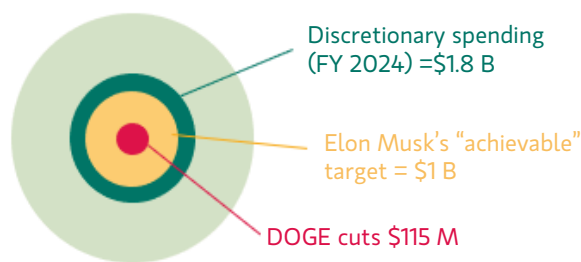 Discretionary spending
(FY 2024) =$1.8 B
Elon Musk's “achievable”
target = $1 B
DOGE cuts $115 M